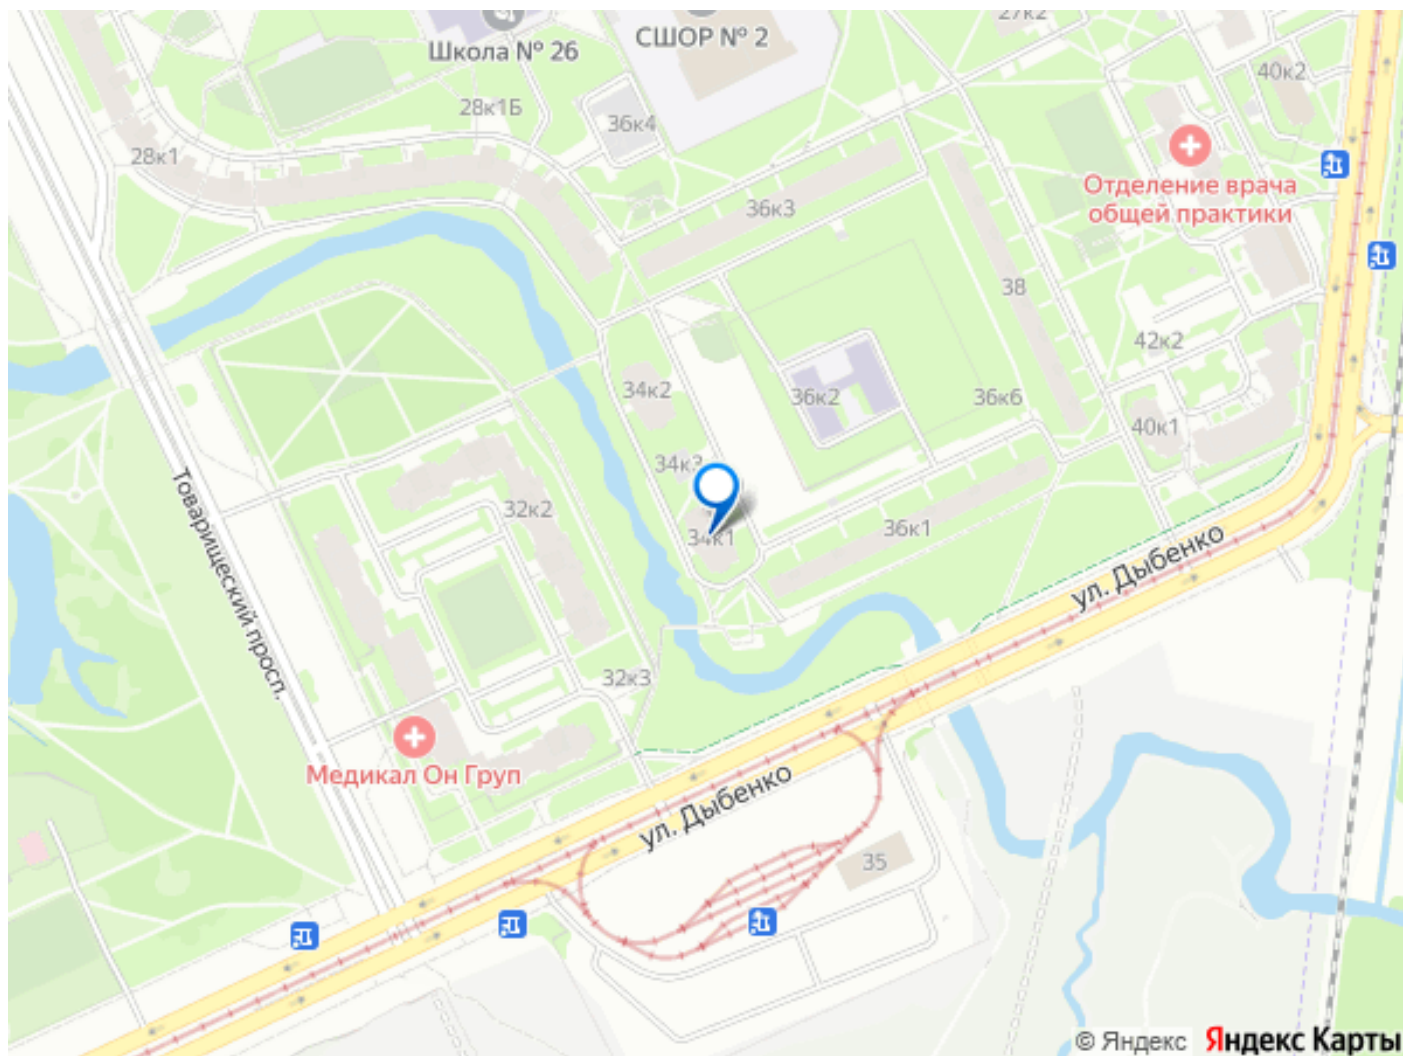 27к2
Школа № 26
СШОР № 2
40к2
28к1Б
36к4
28к1
Отделение врача
общей практики
36к3
38
42к2
34к2
36к2
36к6
40к1
34к3
32к2
34к1
36к1
Товарищеский просп.
ул. Дыбенко
32к3
Медикал Он Груп
ул. Дыбенко
35
© Яндекс Яндекс Карты